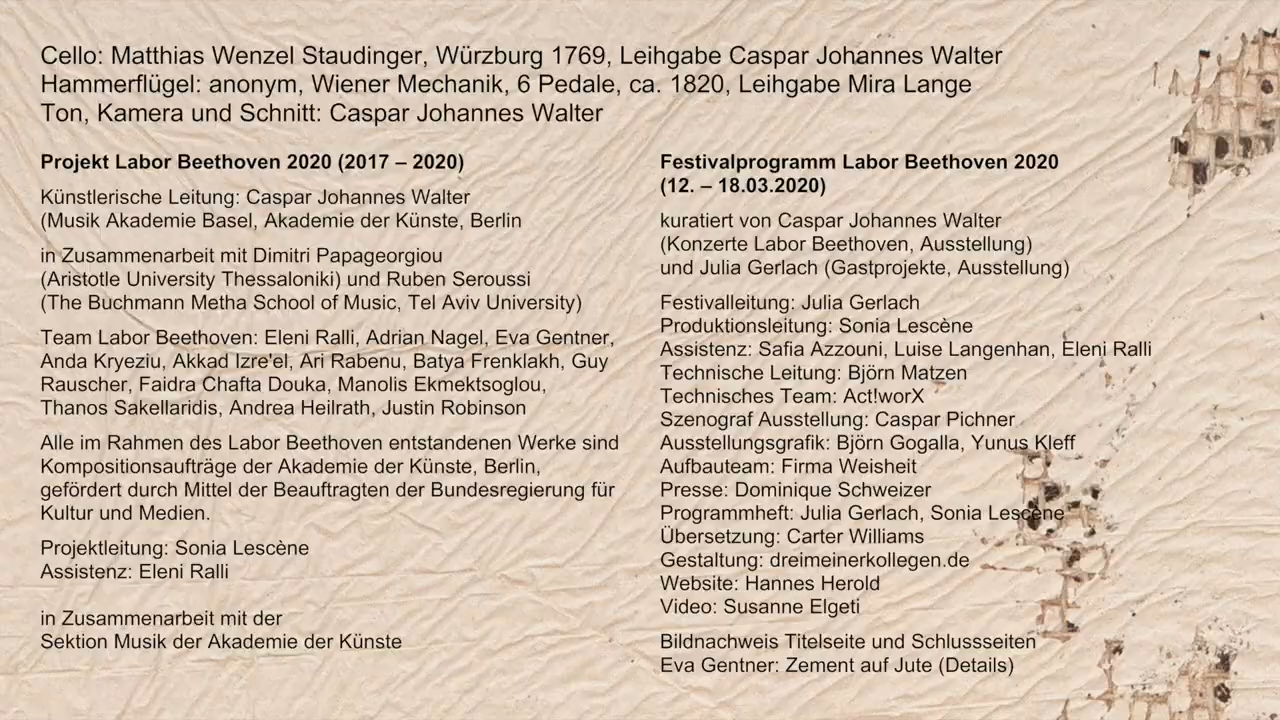 Cello: Matthias Wenzel Staudinger, Würzburg 1769, Leihgabe Caspar Johannes Walter
Hammerflügel: anonym, Wiener Mechanik, 6 Pedale, ca. 1820, Leihgabe Mira Lange
Ton, Kamera und Schnitt: Caspar Johannes Walter
Projekt Labor Beethoven 2020 (2017 – 2020)
Künstlerische Leitung: Caspar Johannes Walter
(Musik Akademie Basel, Akademie der Künste, Berlin
in Zusammenarbeit mit Dimitri Papageorgiou
(Aristotle University Thessaloniki) und Ruben Seroussi
(The Buchmann Metha School of Music, Tel Aviv University)
Team Labor Beethoven: Eleni Ralli, Adrian Nagel, Eva Gentner,
Anda Kryeziu, Akkad Izre'el, Ari Rabenu, Batya Frenklakh, Guy
Rauscher, Faidra Chafta Douka, Manolis Ekmektsoglou,
Thanos Sakellaridis, Andrea Heilrath, Justin Robinson
Alle im Rahmen des Labor Beethoven entstandenen Werke sind
Kompositionsaufträge der Akademie der Künste, Berlin,
gefördert durch Mittel der Beauftragten der Bundesregierung für
Kultur und Medien.
Projektleitung: Sonia Lescène
Assistenz: Eleni Ralli
in Zusammenarbeit mit der
Sektion Musik der Akademie der Künste
Festivalprogramm Labor Beethoven 2020
(12. – 18.03.2020)
kuratiert von Caspar Johannes Walter
(Konzerte Labor Beethoven, Ausstellung)
und Julia Gerlach (Gastprojekte, Ausstellung)
Festivalleitung: Julia Gerlach
Produktionsleitung: Sonia Lescène
Assistenz: Safia Azzouni, Luise Langenhan, Eleni Ralli
Technische Leitung: Björn Matzen
Technisches Team: Act!worX
Szenograf Ausstellung: Caspar Pichner
Ausstellungsgrafik: Björn Gogalla, Yunus Kleff
Aufbauteam: Firma Weisheit
Presse: Dominique Schweizer
Programmheft: Julia Gerlach, Sonia Lescène
Übersetzung: Carter Williams
Gestaltung: dreimeinerkollegen.de
Website: Hannes Herold
Video: Susanne Elgeti
Bildnachweis Titelseite und Schlussseiten
Eva Gentner: Zement auf Jute (Details)